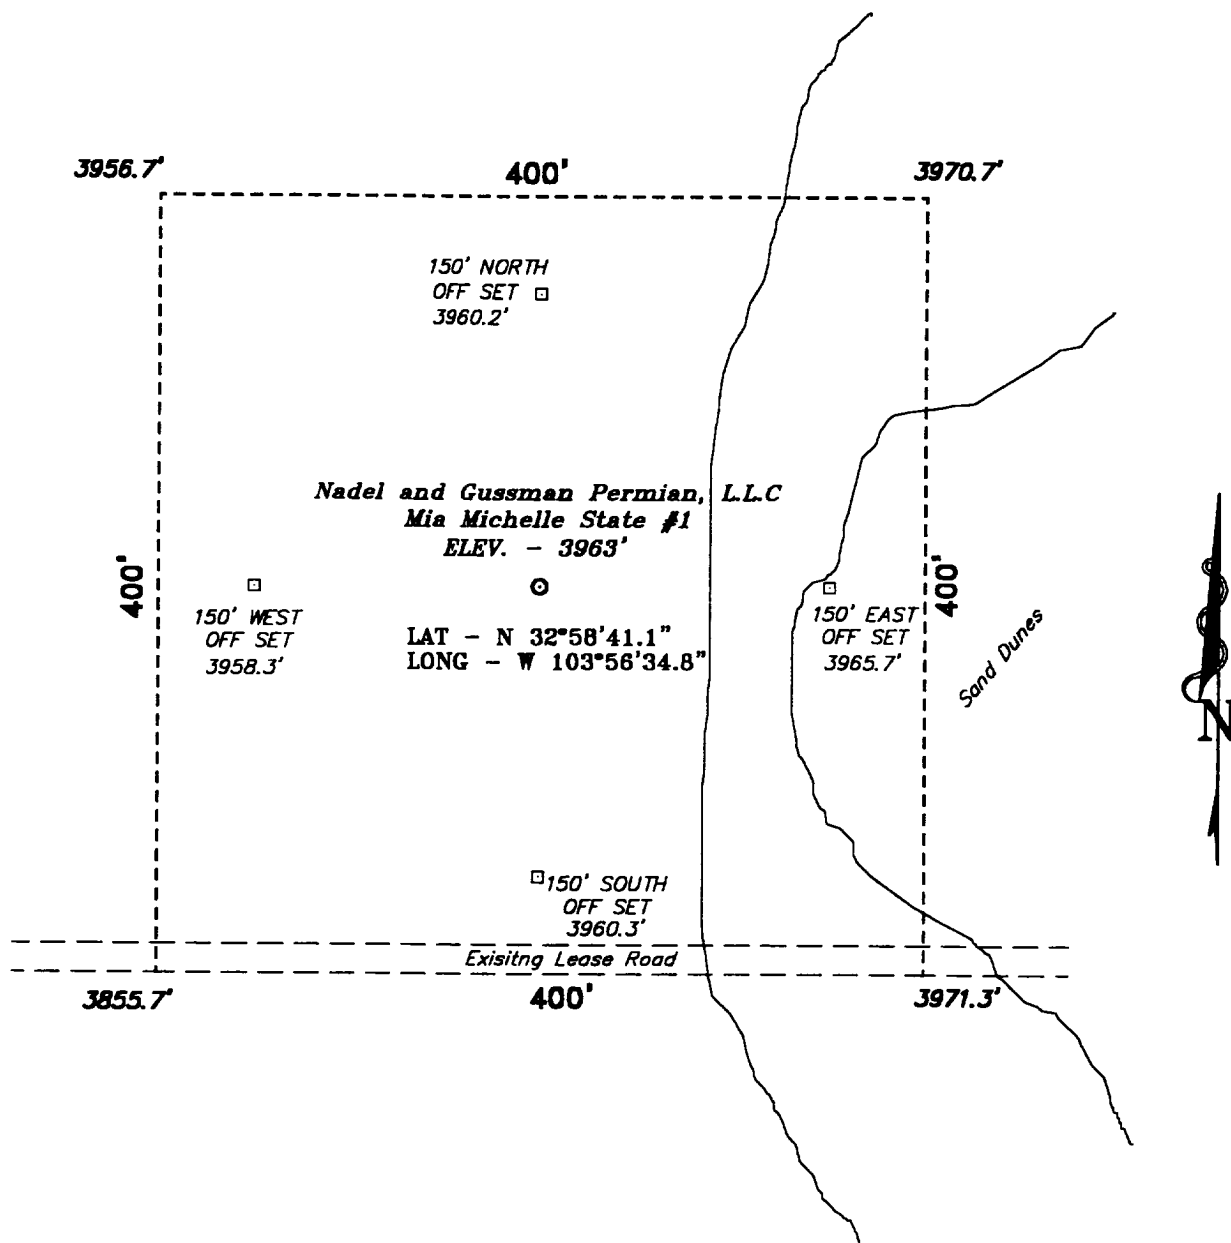 3956.7'
400'
3970.7'
150' NORTH
OFF SET
3960.2'
Nadel and Gussman Permian, L.L.C
Mia Michelle State #1
ELEV. - 3963'
400'
400'
150' WEST
OFF SET
3958.3'
LAT - N 32°58'41.1"
LONG - W 103°56'34.8"
150' EAST
OFF SET
3965.7'
Sand Dunes
N
150' SOUTH
OFF SET
3960.3'
Exisitng Lease Road
3855.7'
400'
3971.3'